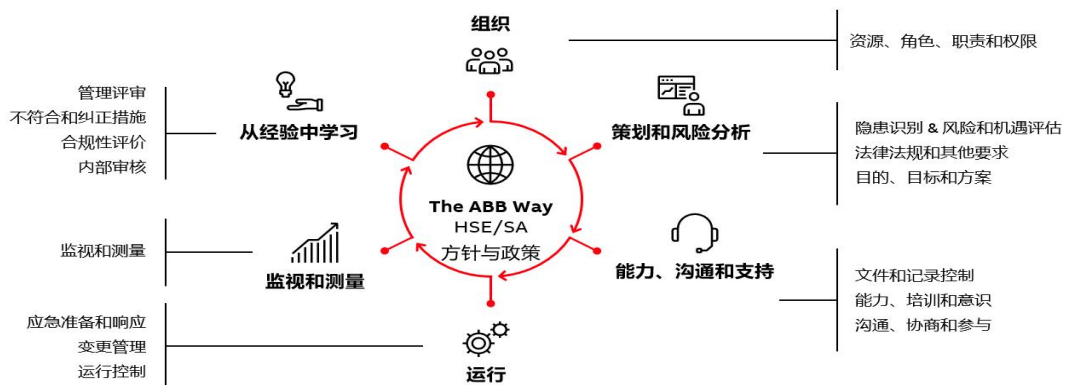 组织
资源、角色、职责和权限
策划和风险分析
隐患识别 & 风险和机遇评估
法律法规和其他要求
目的、目标和方案
能力、沟通和支持
文件和记录控制
能力、培训和意识
沟通、协商和参与
运行
应急准备和响应
变更管理
运行控制
监视和测量
监视和测量
从经验中学习
管理评审
不符合和纠正措施
合规性评价
内部审核
The ABB Way
HSE/SA
方针与政策